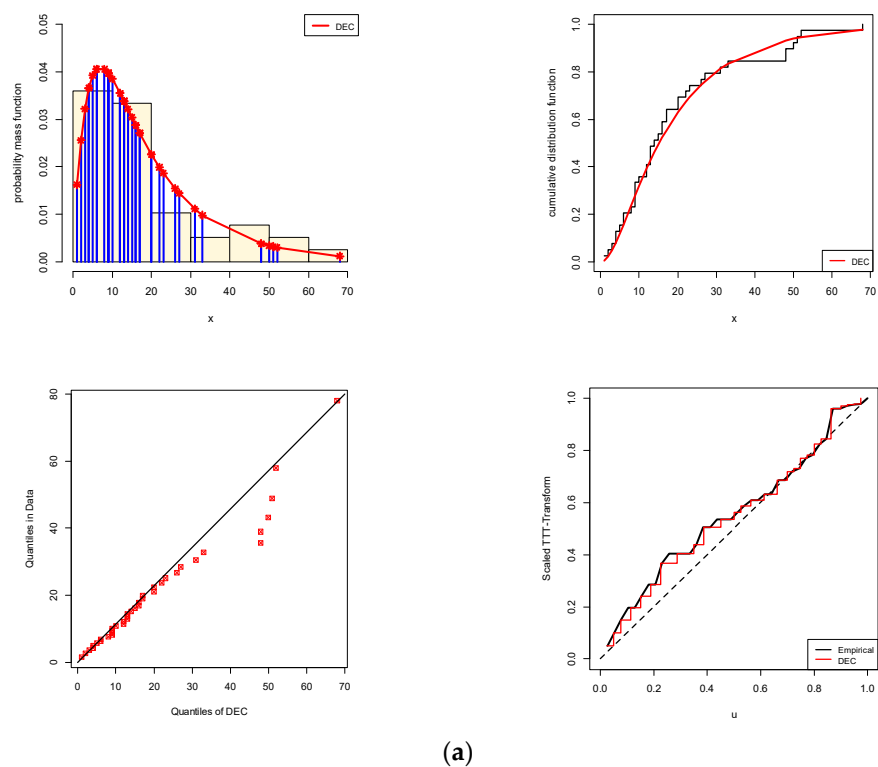 probability mass function
0.05
0.04
0.03
0.02
0.01
0.00
DEC
0 10 20 30 40 50 60 70
x
cumulative distribution function
1.0
0.8
0.6
0.4
0.2
0.0
DEC
0 10 20 30 40 50 60 70
x
Quantiles in Data
80
60
40
20
0
0 10 20 30 40 50 60 70
Quantiles of DEC
Scaled TTT-Transform
1.0
0.8
0.6
0.4
0.2
0.0
Empirical
DEC
0.0 0.2 0.4 0.6 0.8 1.0
u
(a)